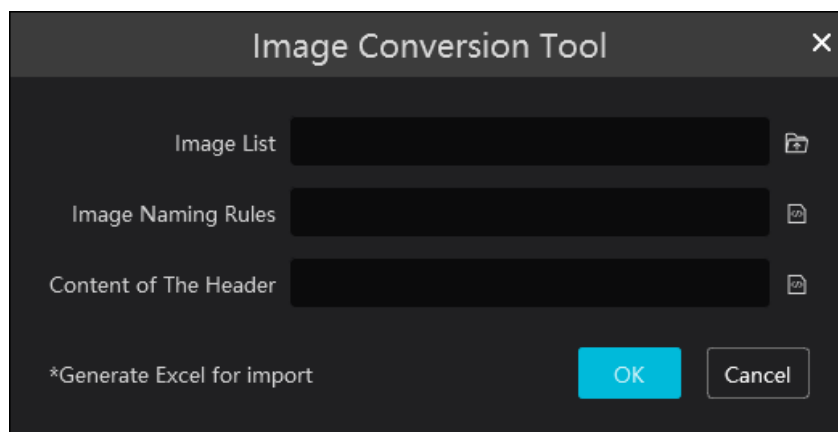 Image Conversion Tool
Image List
Image Naming Rules
Content of The Header
*Generate Excel for import
OK
Cancel